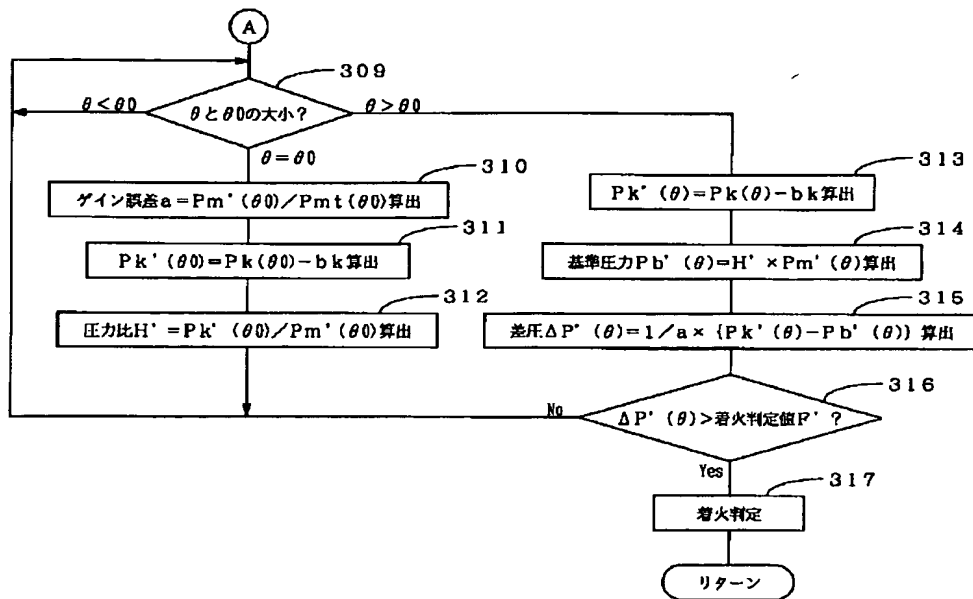 A
309
θ<θ0
θとθ0の大小?
θ>θ0
θ=θ0
310
ゲイン誤差a=Pm'(θ0)/Pmt(θ0)算出
311
Pk'(θ0)=Pk(θ0)-bk算出
312
圧力比H'=Pk'(θ0)/Pm'(θ0)算出
313
Pk'(θ)=Pk(θ)-bk算出
314
基準圧力Pb'(θ)=H'×Pm'(θ)算出
315
差圧ΔP'(θ)=1/a×{Pk'(θ)-Pb'(θ)}算出
316
No
ΔP'(θ)>着火判定値F'?
Yes
317
着火判定
リターン